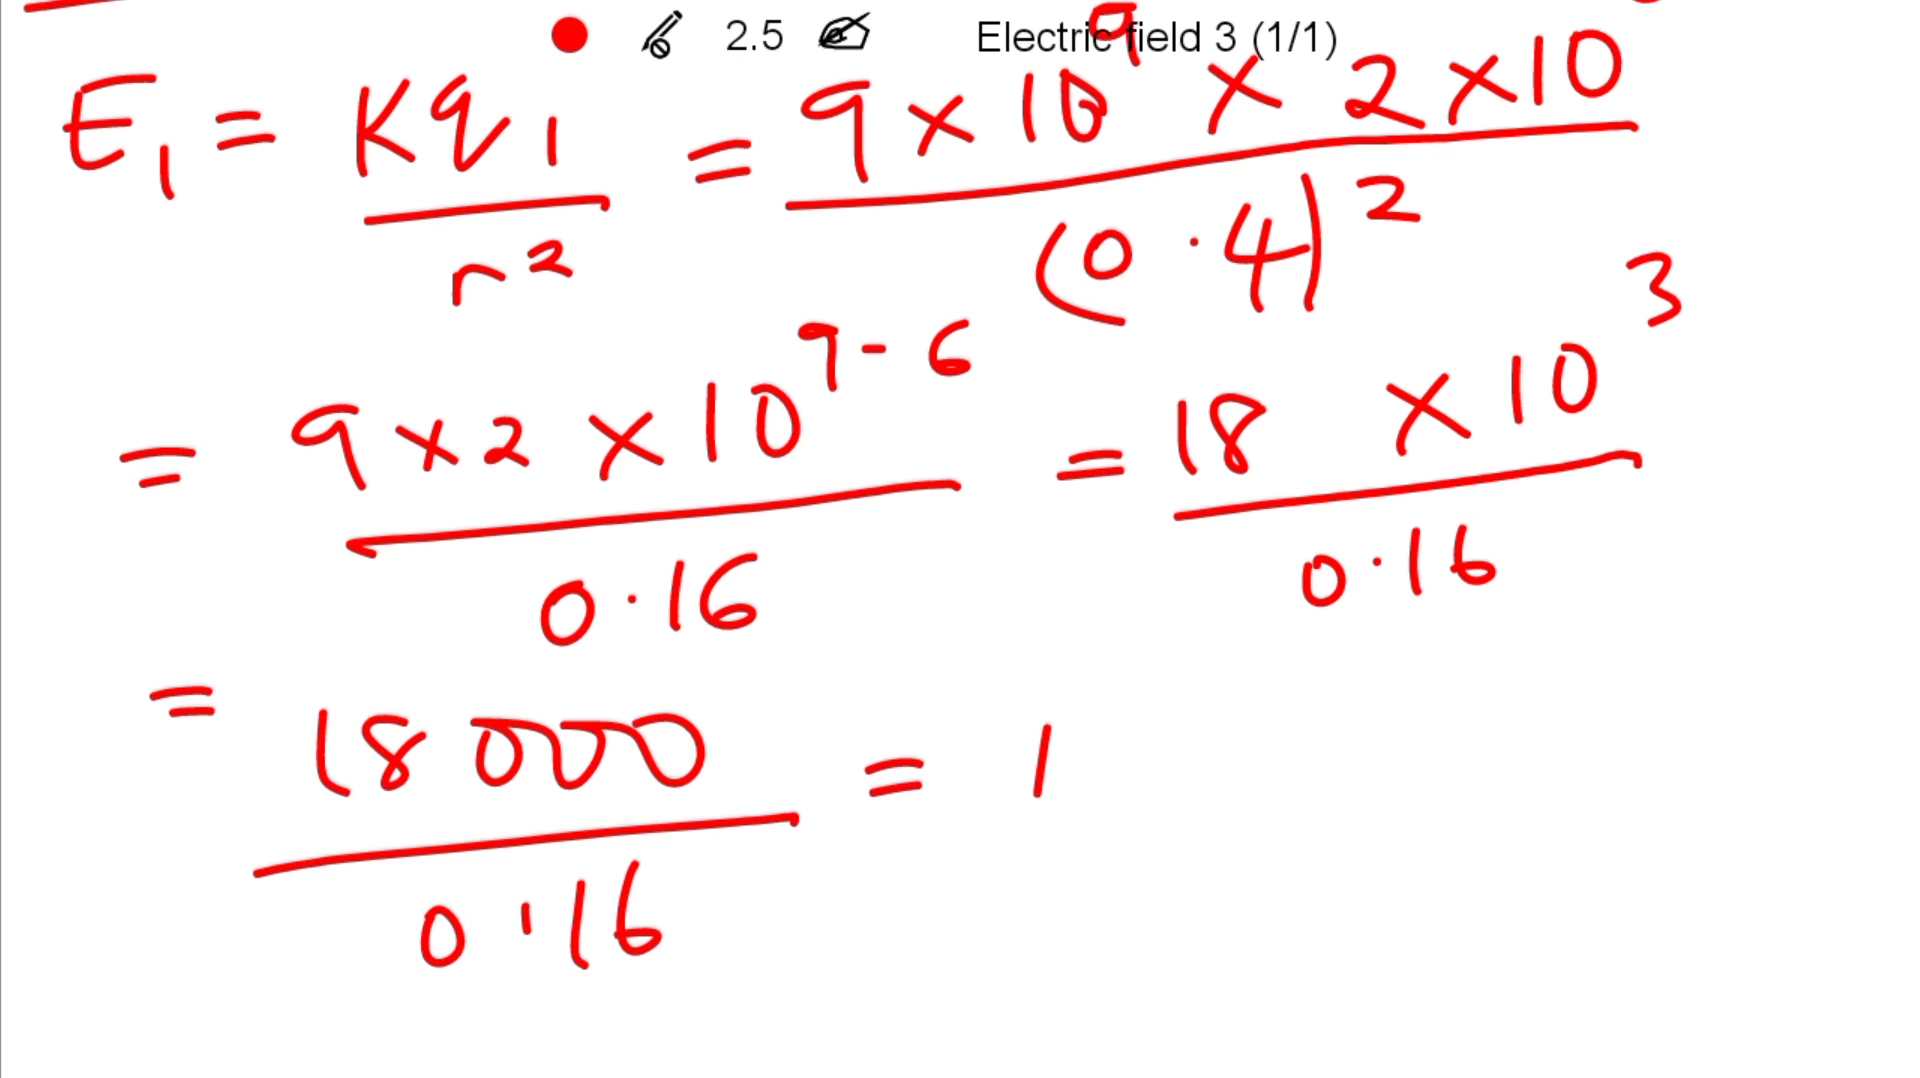 2.5 Electric field 3 (1/1)
E₁ = Kq₁/r² = 9 × 10⁹ × 2 × 10/(0.4)²
= 9 × 2 × 10⁹⁻⁶/0.16 = 18 × 10³/0.16
= 18000/0.16 = 1